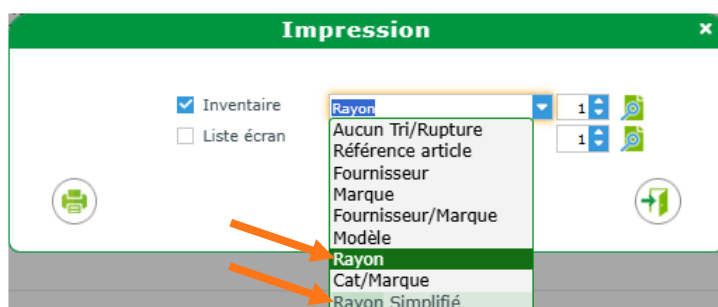 Impression
Inventaire Rayon 1
Liste écran 1
Aucun Tri/Rupture
Référence article
Fournisseur
Marque
Fournisseur/Marque
Modèle
Rayon
Cat/Marque
Rayon Simplifié